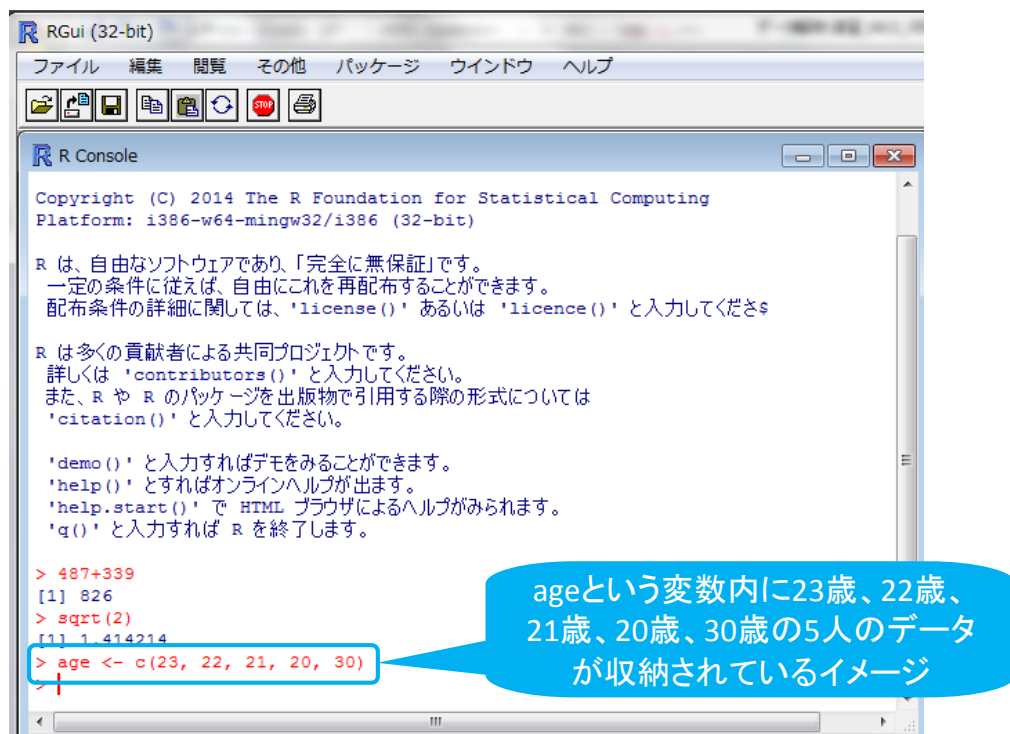 RGui (32-bit)
ファイル 編集 閲覧 その他 パッケージ ウインドウ ヘルプ
STOP
R Console
Copyright (C) 2014 The R Foundation for Statistical Computing
Platform: i386-w64-mingw32/i386 (32-bit)
R は、自由なソフトウェアであり、「完全に無保証」です。
一定の条件に従えば、自由にこれを再配布することができます。
配布条件の詳細に関しては、'license()' あるいは 'licence()' と入力してくださ$
R は多くの貢献者による共同プロジェクトです。
詳しくは 'contributors()' と入力してください。
また、R や R のパッケージを出版物で引用する際の形式については
'citation()' と入力してください。
'demo()' と入力すればデモをみることができます。
'help()' とすればオンラインヘルプが出ます。
'help.start()' で HTML ブラウザによるヘルプがみられます。
'q()' と入力すれば R を終了します。
> 487+339
[1] 826
> sqrt(2)
[1] 1.414214
> age <- c(23, 22, 21, 20, 30)
>
ageという変数内に23歳、22歳、
21歳、20歳、30歳の5人のデータ
が収納されているイメージ